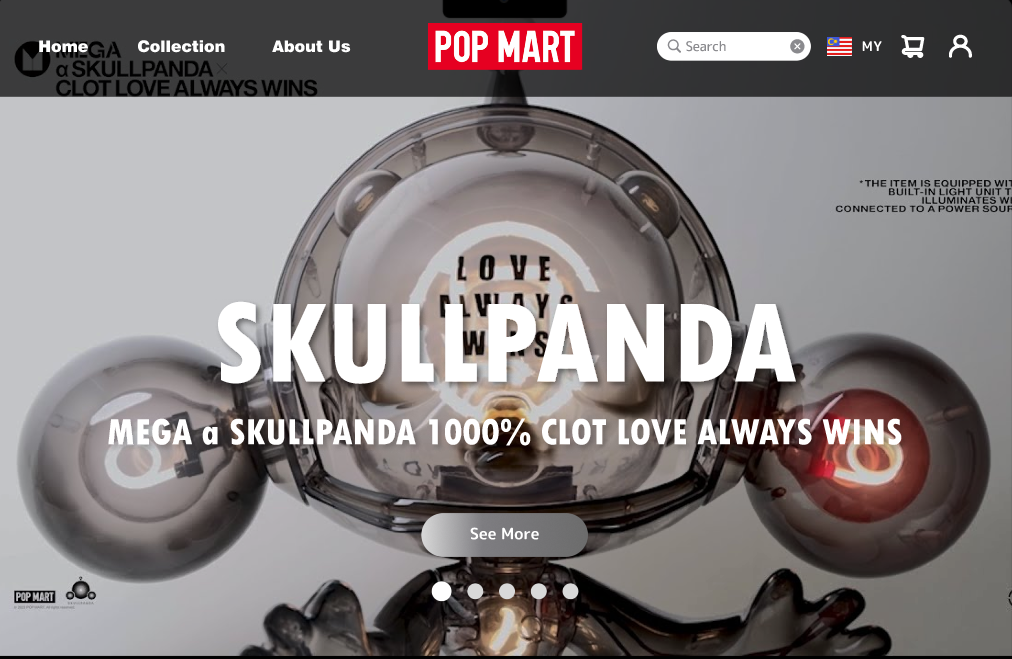 Home
Collection
About Us
POP MART
Search
MY
MEGA
α SKULLPANDA ×
CLOT LOVE ALWAYS WINS
*THE ITEM IS EQUIPPED WIT
BUILT-IN LIGHT UNIT T
ILLUMINATES WI
CONNECTED TO A POWER SOUR
LOVE
ALWAYS
WINS
SKULLPANDA
MEGA α SKULLPANDA 1000% CLOT LOVE ALWAYS WINS
See More
POP MART